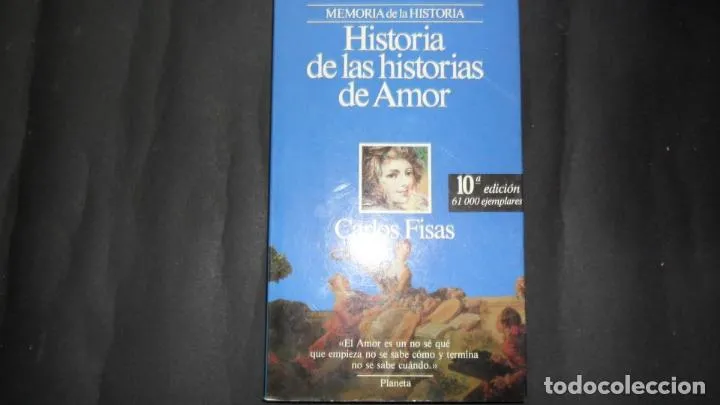 MEMORIA de la HISTORIA
Historia
de las historias
de Amor
10ª edición
61 000 ejemplares
Carlos Fisas
«El Amor es un no sé qué
que empieza no se sabe cómo y termina
no se sabe cuándo.»
Planeta
todocoleccion